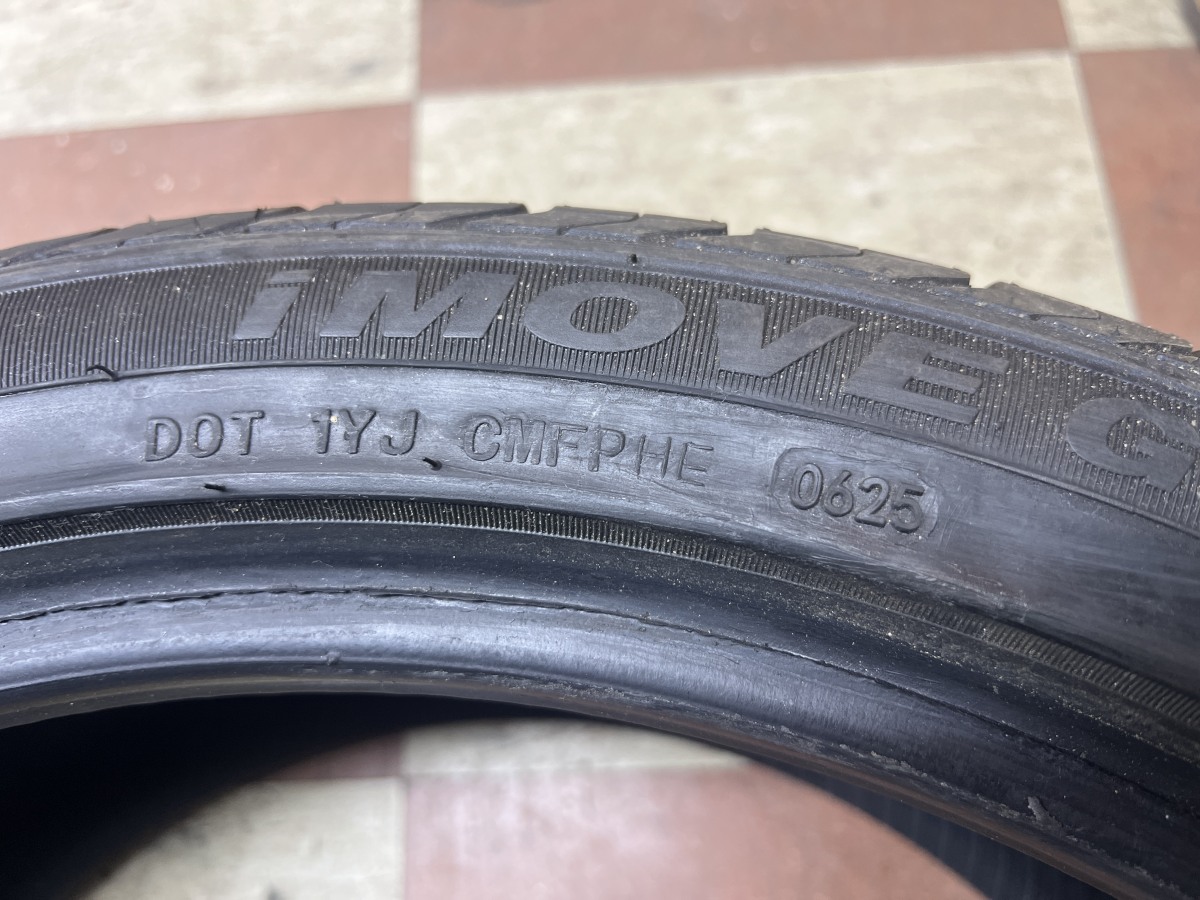 iMOVE G
DOT 1YJ CMFPHE 0625